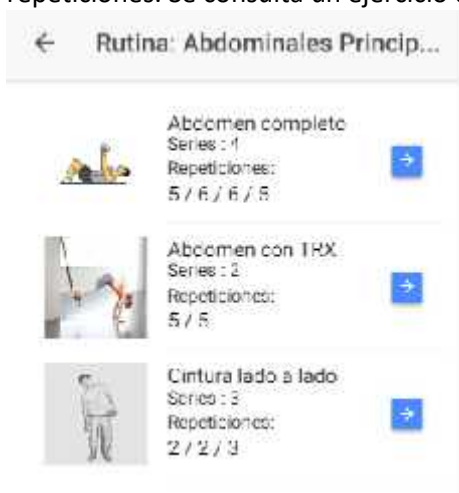 repeticiones. Se consulta un ejercicio
Rutina: Abdominales Princip...
Abdomen completo
Series : 4
Repeticiones:
5 / 6 / 6 / 5
Abdomen con TRX
Series : 2
Repeticiones:
5 / 5
Cintura lado a lado
Series : 3
Repeticiones:
2 / 2 / 3